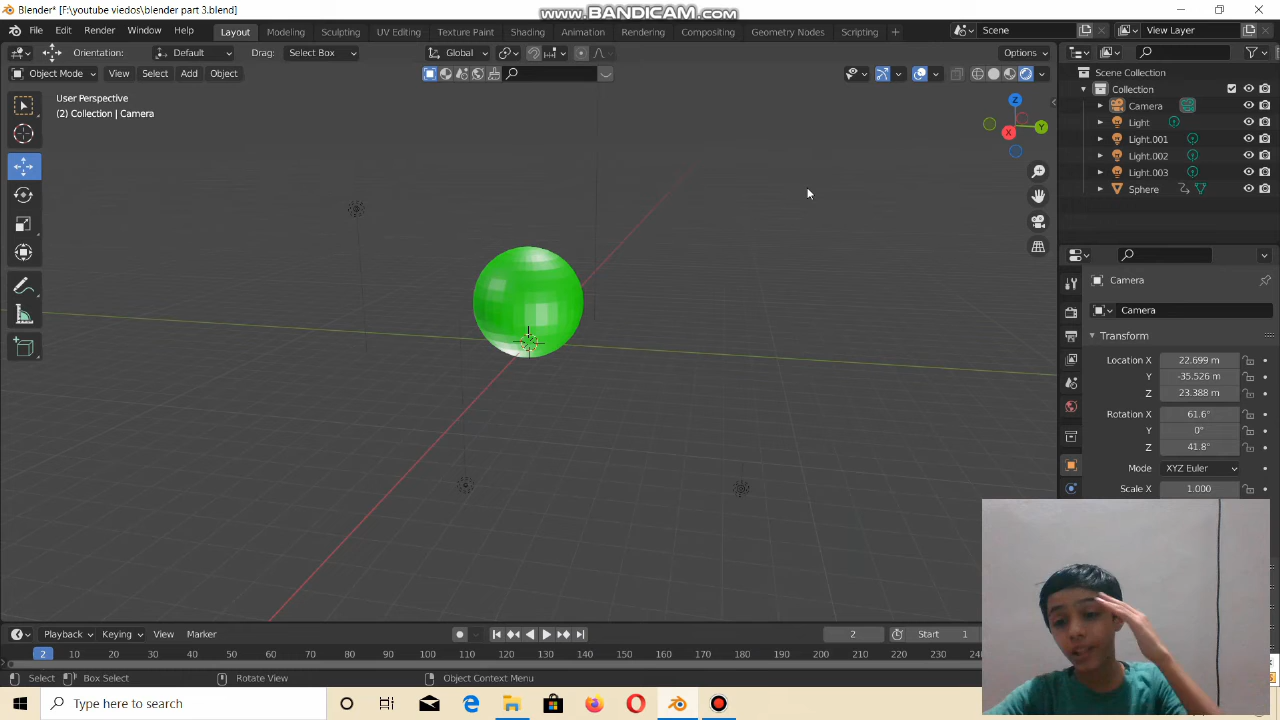 Blender* [F:\youtube viedos\blender part 3.blend]
www.BANDICAM.com
File Edit Render Window Help
Layout Modeling Sculpting UV Editing Texture Paint Shading Animation Rendering Compositing Geometry Nodes Scripting +
Scene
View Layer
Orientation: Default Drag: Select Box
Global
Options
Object Mode View Select Add Object
User Perspective
(2) Collection | Camera
Z
Y
X
Scene Collection
Collection
Camera
Light
Light.001
Light.002
Light.003
Sphere
Camera
Camera
Transform
Location X 22.699 m
Y -35.526 m
Z 23.388 m
Rotation X 61.6°
Y 0°
Z 41.8°
Mode XYZ Euler
Scale X 1.000
Playback Keying View Marker
2
Start 1
2 10 20 30 40 50 60 70 80 90 100 110 120 130 140 150 160 170 180 190 200 210 220 230 24
Select Box Select Rotate View Object Context Menu
Type here to search